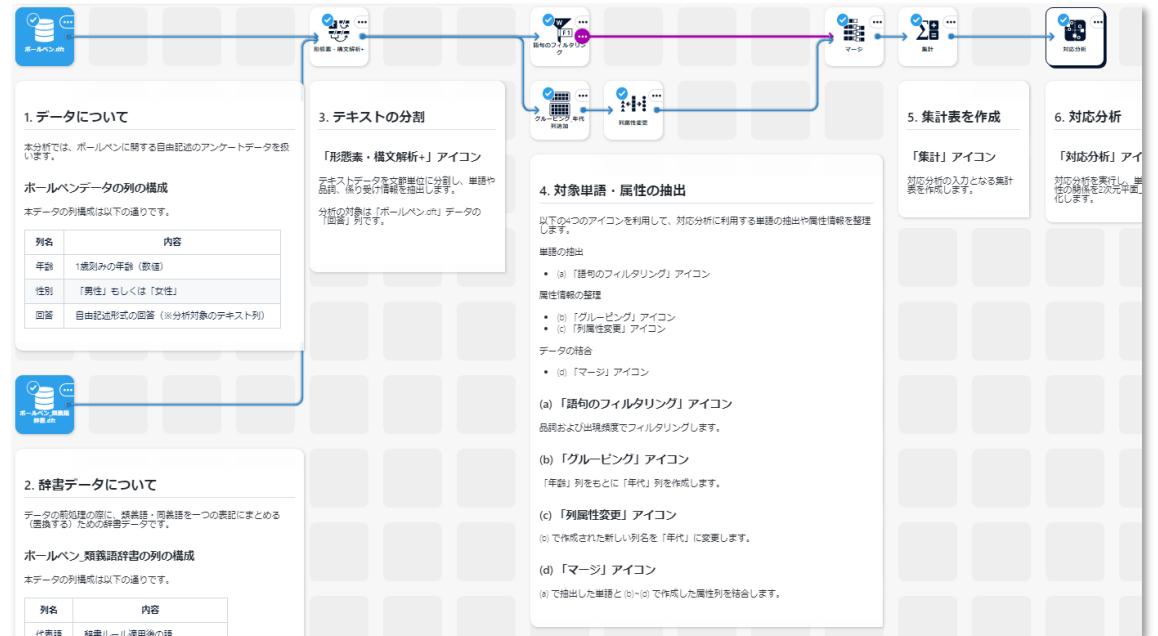 ボールペン.dft
形態素・構文解析+
語句のフィルタリン
グ
マージ
集計
対応分析
グルーピング_年代
列追加
列属性変更
1. データについて
本分析では、ボールペンに関する自由記述のアンケートデータを扱
います。
ボールペンデータの列の構成
本データの列構成は以下の通りです。
列名 内容
年齢 1歳刻みの年齢（数値）
性別 「男性」もしくは「女性」
回答 自由記述形式の回答（※分析対象のテキスト列）
ボールペン_類義語
辞書.dft
2. 辞書データについて
データの前処理の際に、類義語・同義語を一つの表記にまとめる
（置換する）ための辞書データです。
ボールペン_類義語辞書の列の構成
本データの列構成は以下の通りです。
列名 内容
代表語 辞書ルール適用後の語
3. テキストの分割
「形態素・構文解析+」アイコン
テキストデータを文節単位に分割し、単語や
品詞、係り受け情報を抽出します。
分析の対象は「ボールペン.dft」データの
「回答」列です。
4. 対象単語・属性の抽出
以下の4つのアイコンを利用して、対応分析に利用する単語の抽出や属性情報を整理
します。
単語の抽出
• (a) 「語句のフィルタリング」アイコン
属性情報の整理
• (b) 「グルーピング」アイコン
• (c) 「列属性変更」アイコン
データの結合
• (d) 「マージ」アイコン
(a) 「語句のフィルタリング」アイコン
品詞および出現頻度でフィルタリングします。
(b) 「グルーピング」アイコン
「年齢」列をもとに「年代」列を作成します。
(c) 「列属性変更」アイコン
(b) で作成された新しい列名を「年代」に変更します。
(d) 「マージ」アイコン
(a) で抽出した単語と (b)~(c) で作成した属性列を結合します。
5. 集計表を作成
「集計」アイコン
対応分析の入力となる集計
表を作成します。
6. 対応分析
「対応分析」アイ
対応分析を実行し、単
性の関係を2次元平面
化します。